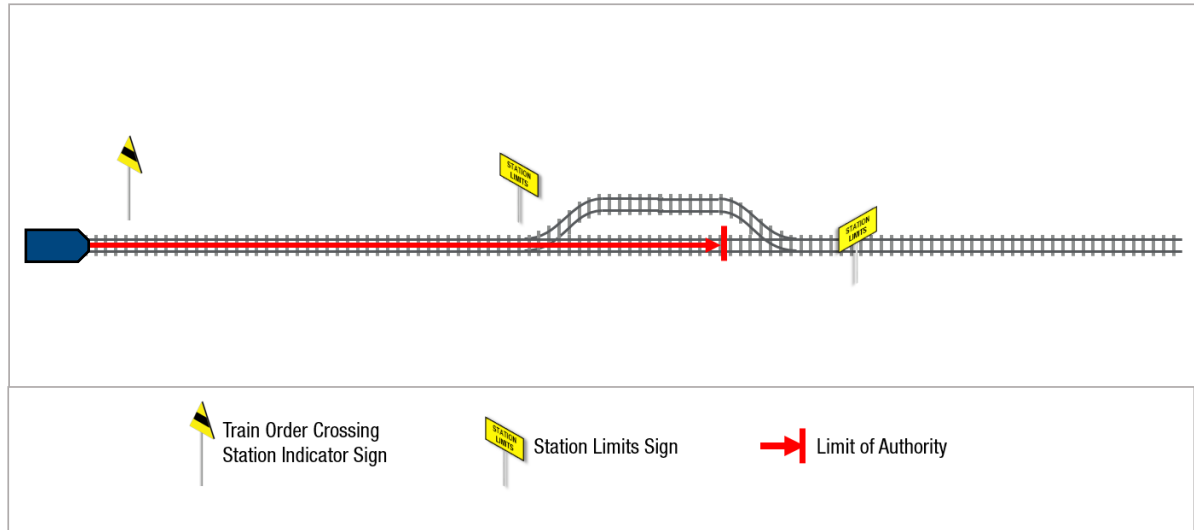 STATION
LIMITS
STATION
LIMITS
Train Order Crossing
Station Indicator Sign
STATION
LIMITS
Station Limits Sign
Limit of Authority